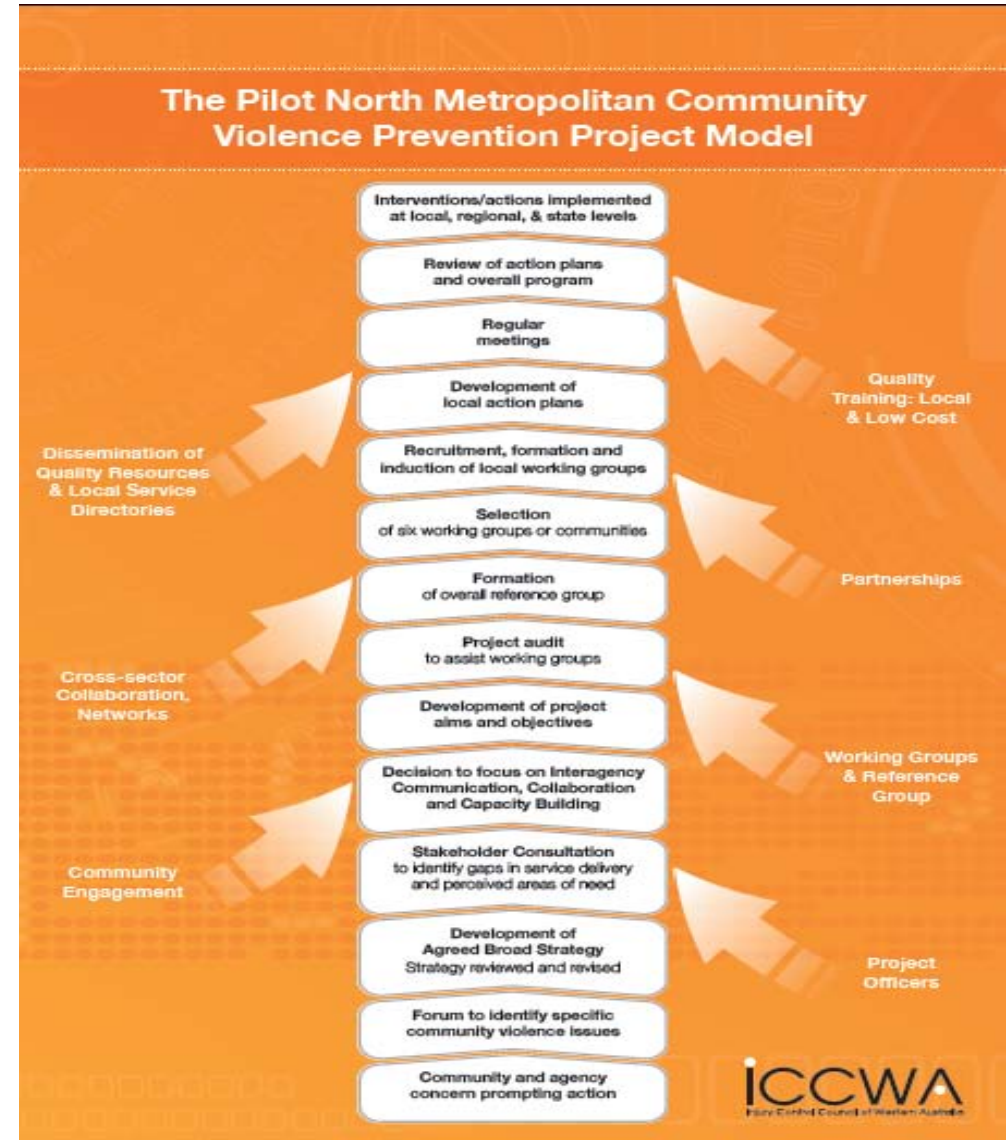 The Pilot North Metropolitan Community
Violence Prevention Project Model
Interventions/actions implemented
at local, regional, & state levels
Review of action plans
and overall program
Regular
meetings
Development of
local action plans
Recruitment, formation and
induction of local working groups
Selection
of six working groups or communities
Formation
of overall reference group
Project audit
to assist working groups
Development of project
aims and objectives
Decision to focus on Interagency
Communication, Collaboration
and Capacity Building
Stakeholder Consultation
to identify gaps in service delivery
and perceived areas of need
Development of
Agreed Broad Strategy
Strategy reviewed and revised
Forum to identify specific
community violence issues
Community and agency
concern prompting action
Dissemination of
Quality Resources
& Local Service
Directories
Cross-sector
Collaboration,
Networks
Community
Engagement
Quality
Training: Local
& Low Cost
Partnerships
Working Groups
& Reference
Group
Project
Officers
iCCWA
Injury Control Council of Western Australia